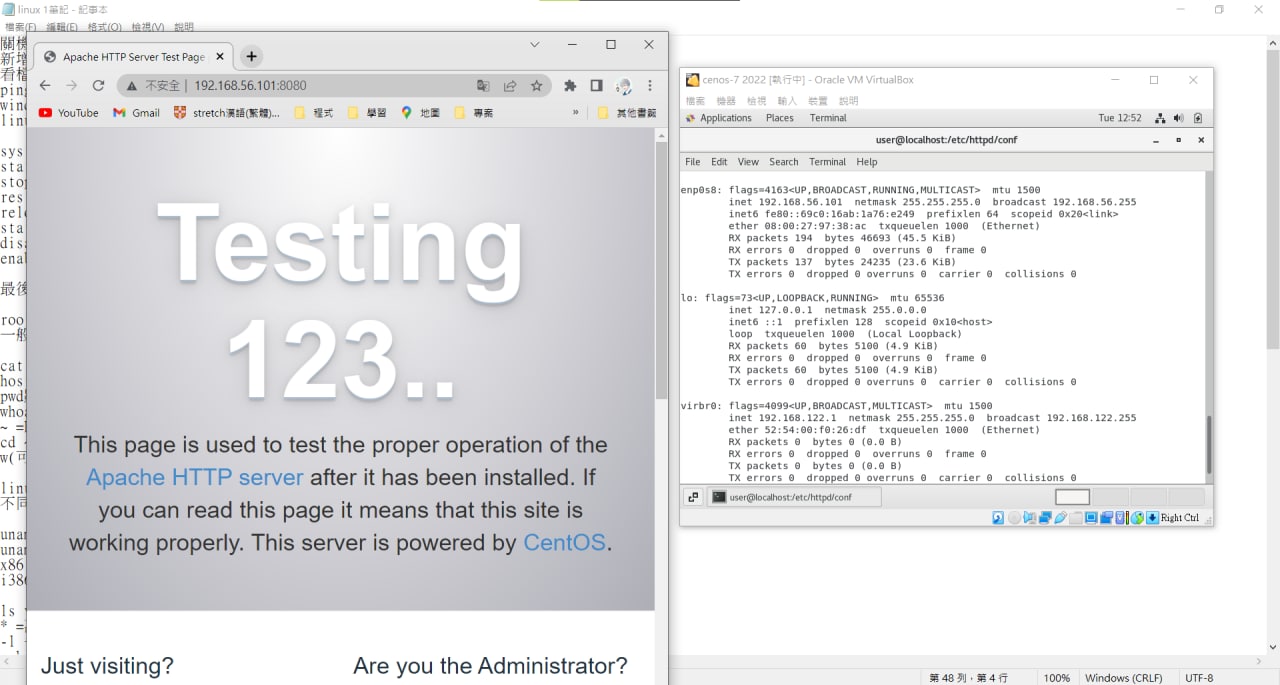 linux 1筆記 - 記事本
檔案(F) 編輯(E) 格式(O) 檢視(V) 說明
關機
新增
看檔
ping
wind
linu
sys
sta
stop
res
relo
sta
disa
enab
最後
roo
一般
cat
hos
pwd
whoa
~ =
cd
w(可
linu
不同
unam
unam
x86
i386
ls
* =
-l
Apache HTTP Server Test Page
不安全 | 192.168.56.101:8080
YouTube Gmail stretch漢語(繁體)... 程式 學習 地圖 專案 » 其他書籤
Testing
123..
This page is used to test the proper operation of the
Apache HTTP server after it has been installed. If
you can read this page it means that this site is
working properly. This server is powered by CentOS.
Just visiting? Are you the Administrator?
cenos-7 2022 [執行中] - Oracle VM VirtualBox
檔案 機器 檢視 輸入 裝置 說明
Applications Places Terminal Tue 12:52
user@localhost:/etc/httpd/conf
File Edit View Search Terminal Help
enp0s8: flags=4163<UP,BROADCAST,RUNNING,MULTICAST> mtu 1500
inet 192.168.56.101 netmask 255.255.255.0 broadcast 192.168.56.255
inet6 fe80::69c0:16ab:1a76:e249 prefixlen 64 scopeid 0x20<link>
ether 08:00:27:97:38:ac txqueuelen 1000 (Ethernet)
RX packets 194 bytes 46693 (45.5 KiB)
RX errors 0 dropped 0 overruns 0 frame 0
TX packets 137 bytes 24235 (23.6 KiB)
TX errors 0 dropped 0 overruns 0 carrier 0 collisions 0
lo: flags=73<UP,LOOPBACK,RUNNING> mtu 65536
inet 127.0.0.1 netmask 255.0.0.0
inet6 ::1 prefixlen 128 scopeid 0x10<host>
loop txqueuelen 1000 (Local Loopback)
RX packets 60 bytes 5100 (4.9 KiB)
RX errors 0 dropped 0 overruns 0 frame 0
TX packets 60 bytes 5100 (4.9 KiB)
TX errors 0 dropped 0 overruns 0 carrier 0 collisions 0
virbr0: flags=4099<UP,BROADCAST,MULTICAST> mtu 1500
inet 192.168.122.1 netmask 255.255.255.0 broadcast 192.168.122.255
ether 52:54:00:f0:26:df txqueuelen 1000 (Ethernet)
RX packets 0 bytes 0 (0.0 B)
RX errors 0 dropped 0 overruns 0 frame 0
TX packets 0 bytes 0 (0.0 B)
TX errors 0 dropped 0 overruns 0 carrier 0 collisions 0
user@localhost:/etc/httpd/conf
Right Ctrl
第 48 列，第 4 行 100% Windows (CRLF) UTF-8